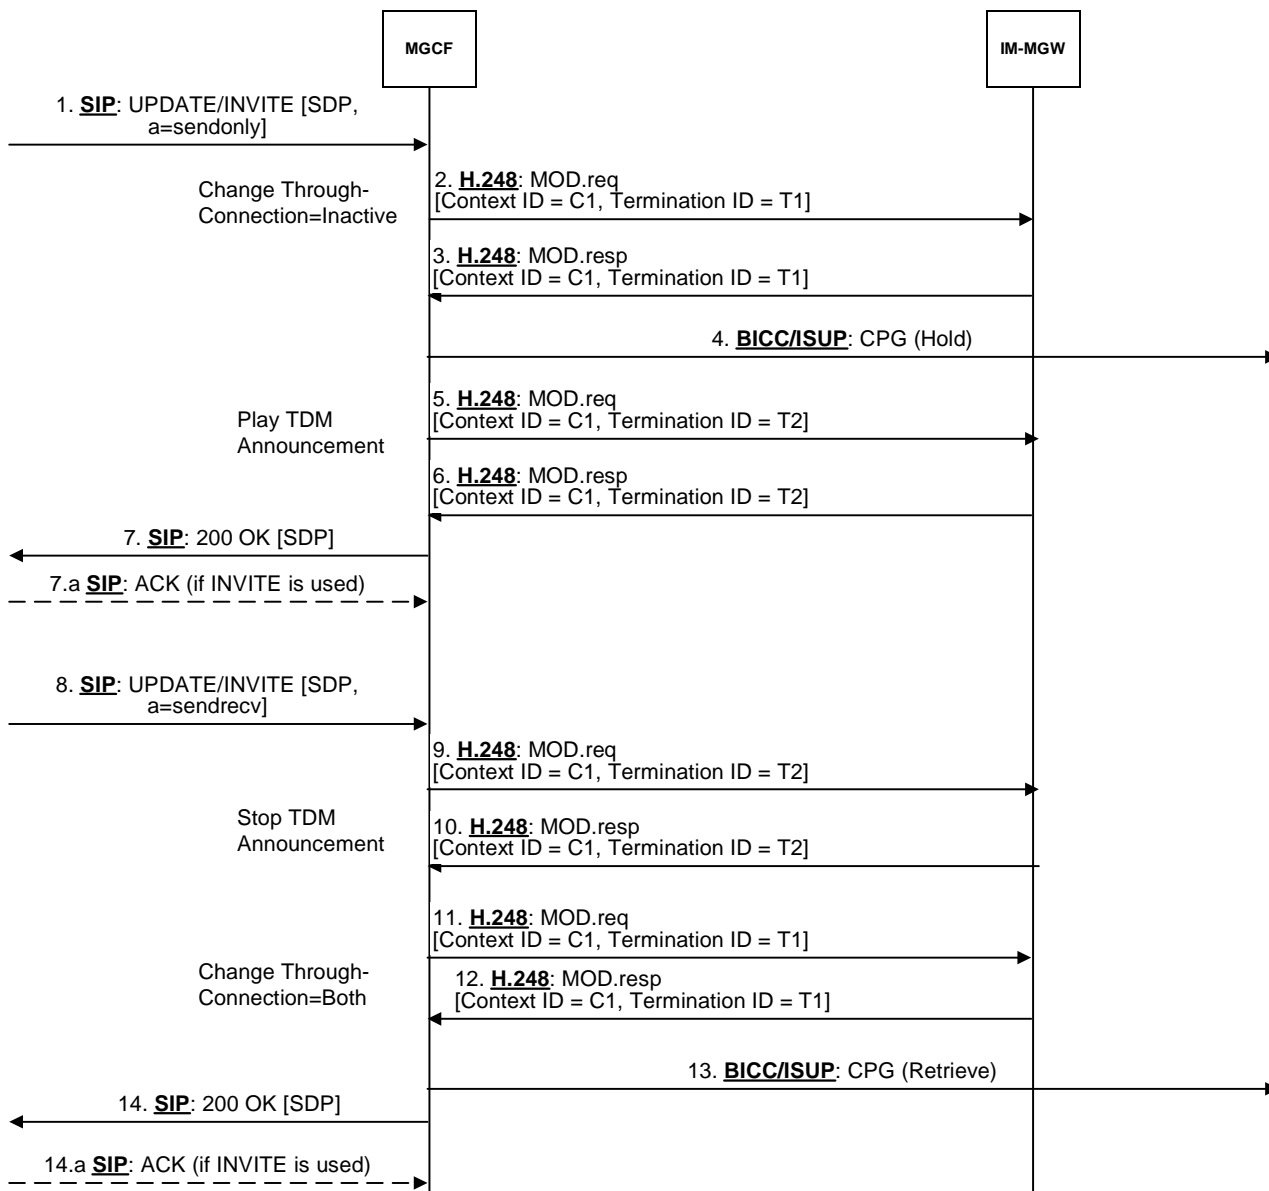 MGCF
IM-MGW
1. SIP: UPDATE/INVITE [SDP,
a=sendonly]
Change Through-
Connection=Inactive
2. H.248: MOD.req
[Context ID = C1, Termination ID = T1]
3. H.248: MOD.resp
[Context ID = C1, Termination ID = T1]
4. BICC/ISUP: CPG (Hold)
Play TDM
Announcement
5. H.248: MOD.req
[Context ID = C1, Termination ID = T2]
6. H.248: MOD.resp
[Context ID = C1, Termination ID = T2]
7. SIP: 200 OK [SDP]
7.a SIP: ACK (if INVITE is used)
8. SIP: UPDATE/INVITE [SDP,
a=sendrecv]
9. H.248: MOD.req
[Context ID = C1, Termination ID = T2]
Stop TDM
Announcement
10. H.248: MOD.resp
[Context ID = C1, Termination ID = T2]
11. H.248: MOD.req
[Context ID = C1, Termination ID = T1]
Change Through-
Connection=Both
12. H.248: MOD.resp
[Context ID = C1, Termination ID = T1]
13. BICC/ISUP: CPG (Retrieve)
14. SIP: 200 OK [SDP]
14.a SIP: ACK (if INVITE is used)